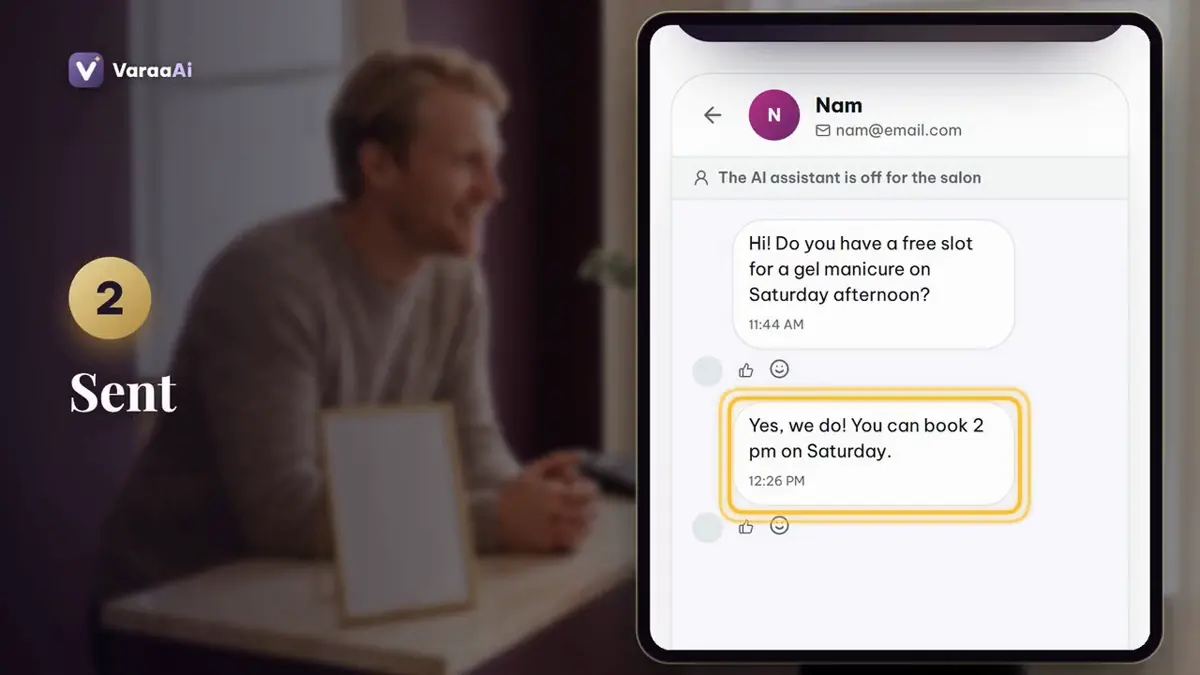 VaraaAi
2
Sent
N
Nam
nam@email.com
The AI assistant is off for the salon
Hi! Do you have a free slot
for a gel manicure on
Saturday afternoon?
11:44 AM
Yes, we do! You can book 2
pm on Saturday.
12:26 PM